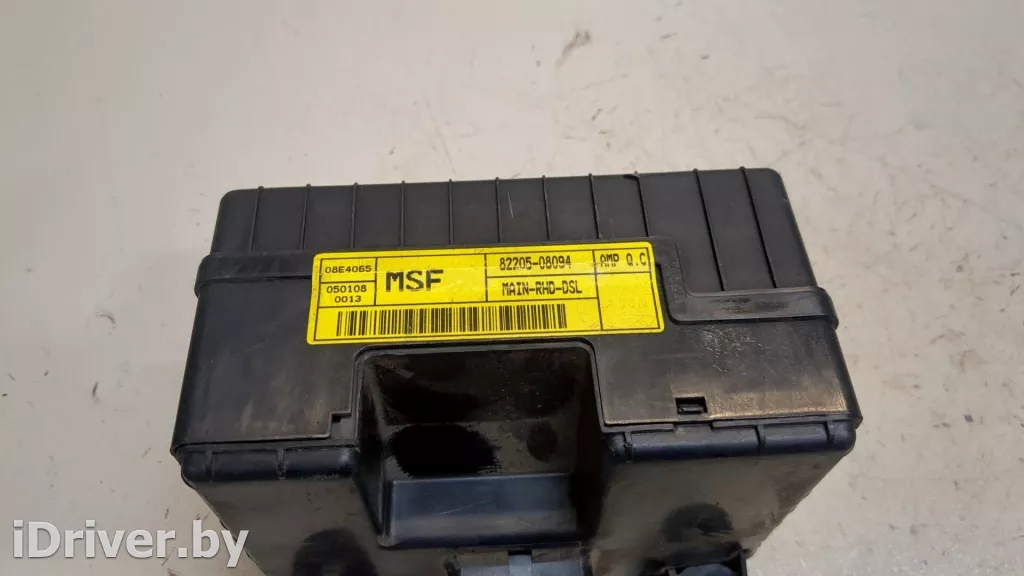 08E4065
050108
0013
MSF
82205-08094
MAIN-RHD-DSL
AMP Q.C
iDriver.by